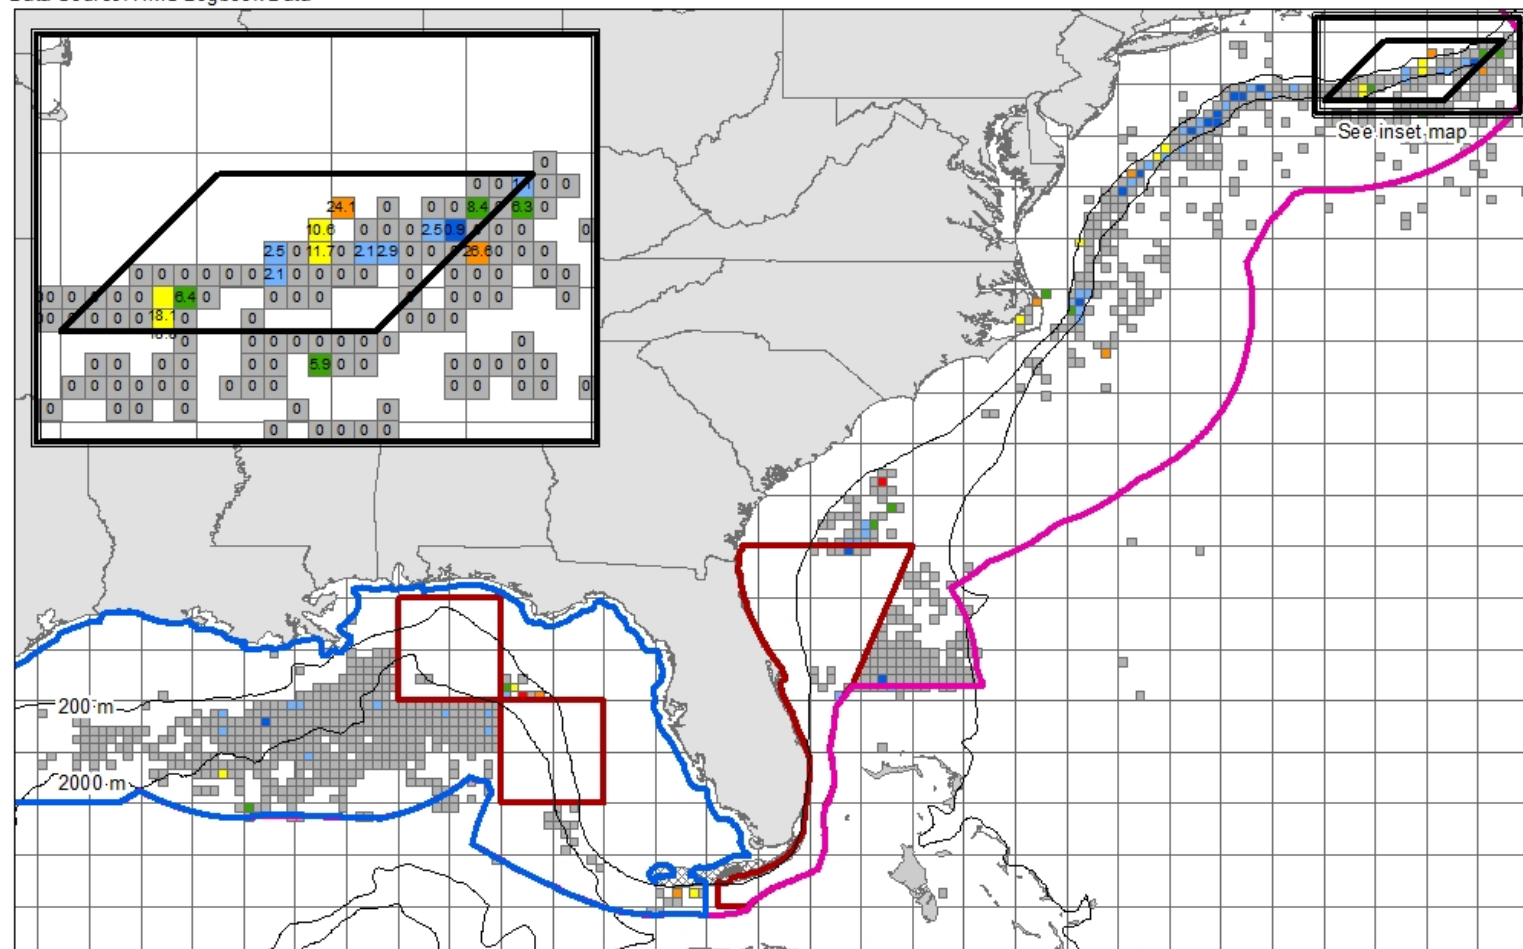 See inset map
0
0 0 0 0
24.1 0 0 0 8.4 6.3 0
10.6 0 0 0 0 2.5 0.9 0 0 0 0
2.5 0 11.7 0 2.1 2.9 0 0 0 26.6 0 0 0
0 0 0 0 0 0 2.1 0 0 0 0 0 0 0 0 0 0
0 0 0 0 0 6.4 0 0 0 0 0 0 0 0
0 0 0 0 18.1 0 0 0 0 0
0 0 0 0 0 0 0 0 0
0 0 0 0 0 0 5.9 0 0 0 0 0 0 0
0 0 0 0 0 0 0 0 0 0 0 0 0 0
0 0 0 0 0 0
0 0 0 0 0
200 m
2000 m